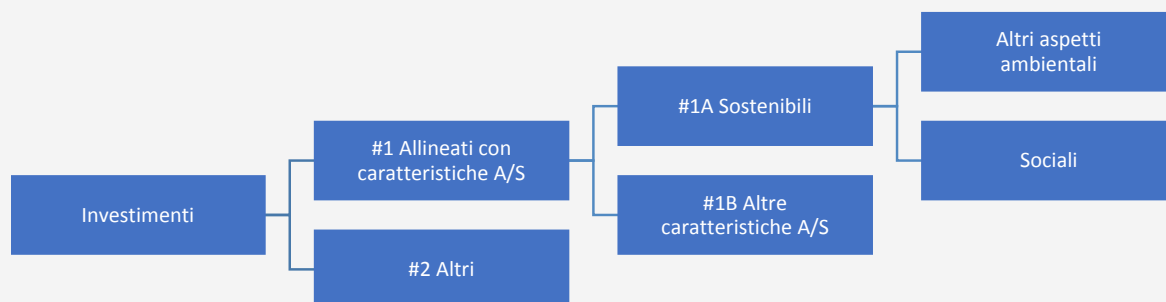 Investimenti
#1 Allineati con
caratteristiche A/S
#2 Altri
#1A Sostenibili
#1B Altre
caratteristiche A/S
Altri aspetti
ambientali
Sociali